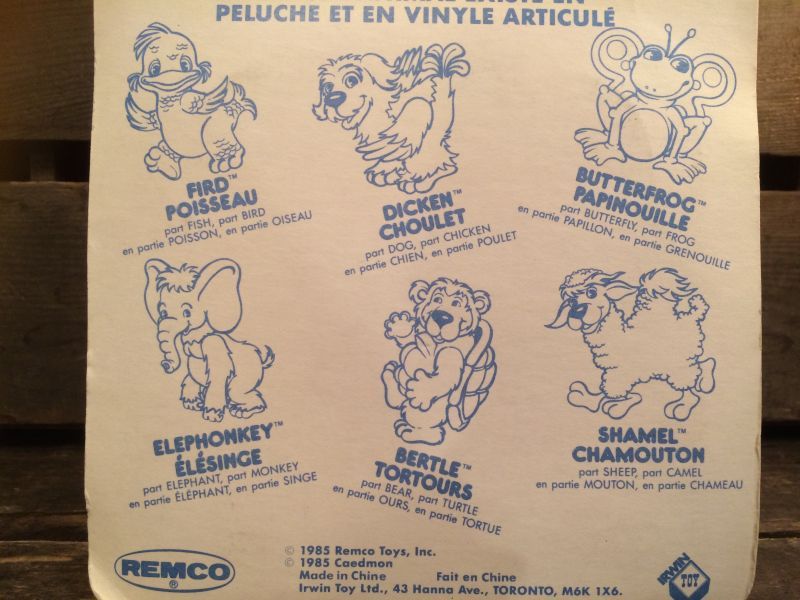 PELUCHE ET EN VINYLE ARTICULÉ
FIRD™
POISSEAU
part FISH, part BIRD
en partie POISSON, en partie OISEAU
DICKEN™
CHOULET
part DOG, part CHICKEN
en partie CHIEN, en partie POULET
BUTTERFROG™
PAPINOUILLE
part BUTTERFLY, part FROG
en partie PAPILLON, en partie GRENOUILLE
ELEPHONKEY™
ÉLÉSINGE
part ELEPHANT, part MONKEY
en partie ÉLÉPHANT, en partie SINGE
BERTLE™
TORTOURS
part BEAR, part TURTLE
en partie OURS, en partie TORTUE
SHAMEL™
CHAMOUTON
part SHEEP, part CAMEL
en partie MOUTON, en partie CHAMEAU
REMCO®
© 1985 Remco Toys, Inc.
© 1985 Caedmon
Made in Chine Fait en Chine
Irwin Toy Ltd., 43 Hanna Ave., TORONTO, M6K 1X6.
IRWIN
TOY